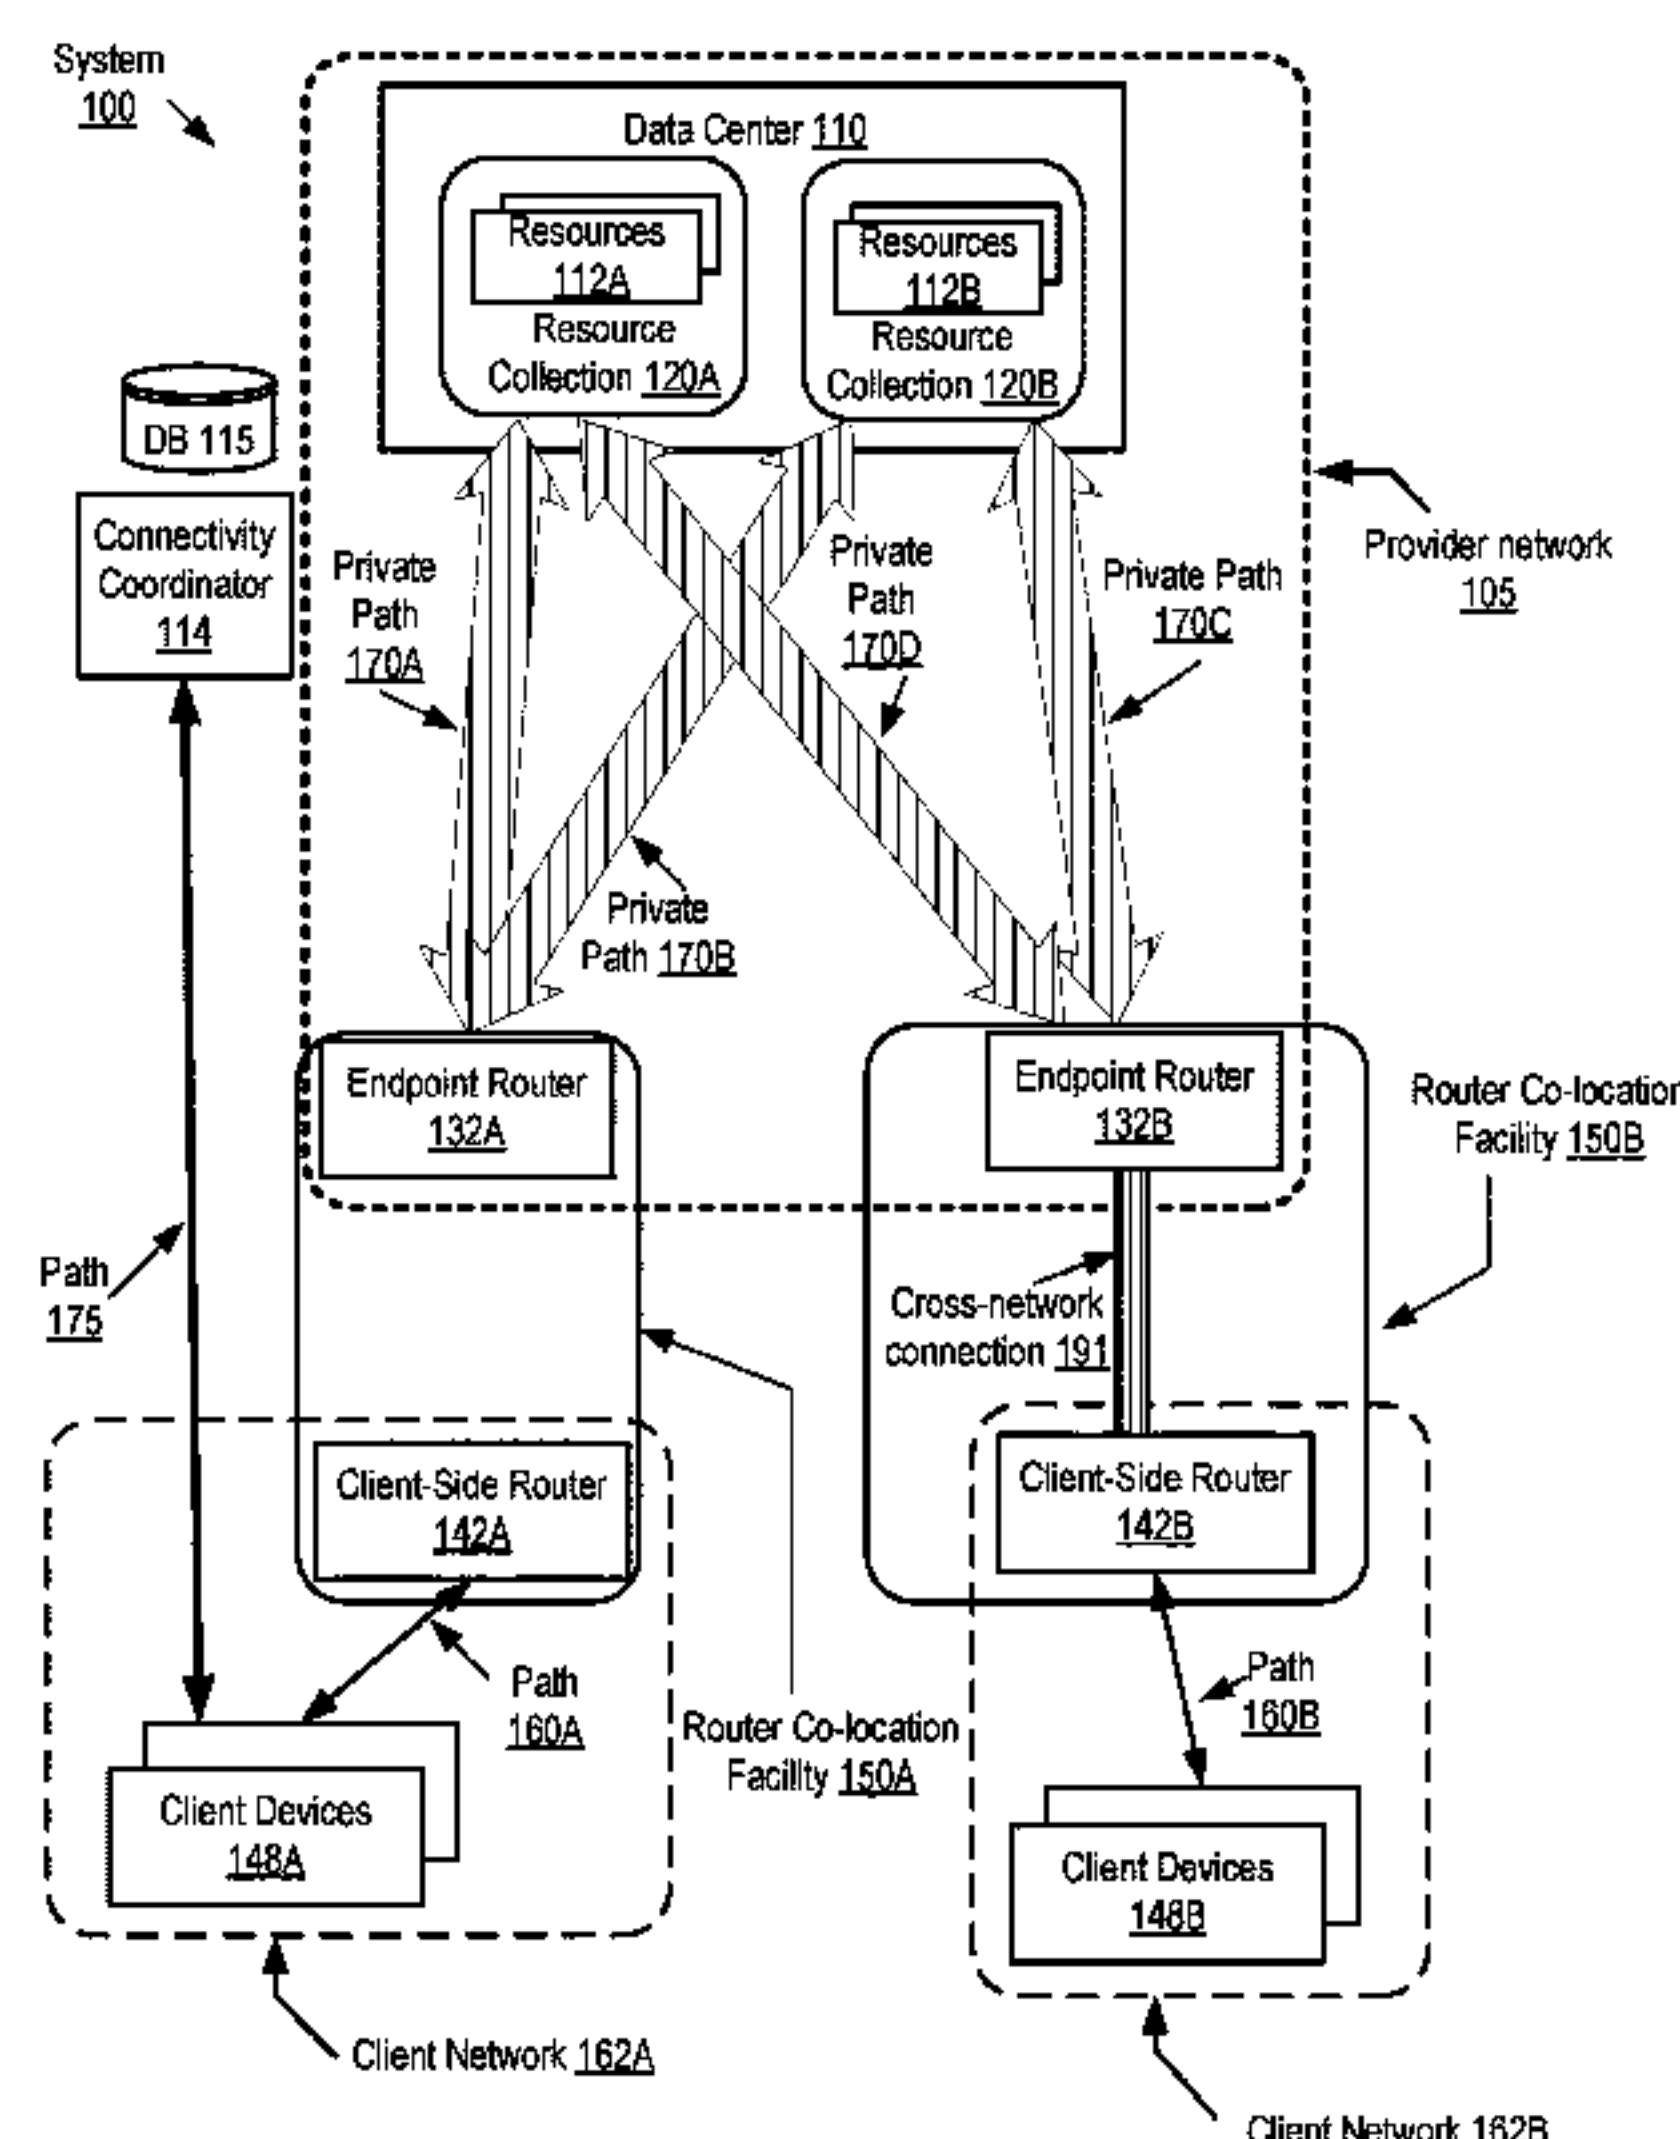 System
100
Data Center 110
Resources
112A
Resource
Collection 120A
Resources
112B
Resource
Collection 120B
DB 115
Connectivity
Coordinator
114
Private
Path
170A
Private
Path
170D
Private Path
170C
Provider network
105
Private
Path 170B
Endpoint Router
132A
Endpoint Router
132B
Router Co-location
Facility 150B
Path
175
Cross-network
connection 191
Client-Side Router
142A
Client-Side Router
142B
Path
160A
Router Co-location
Facility 150A
Path
160B
Client Devices
148A
Client Devices
148B
Client Network 162A
Client Network 162B